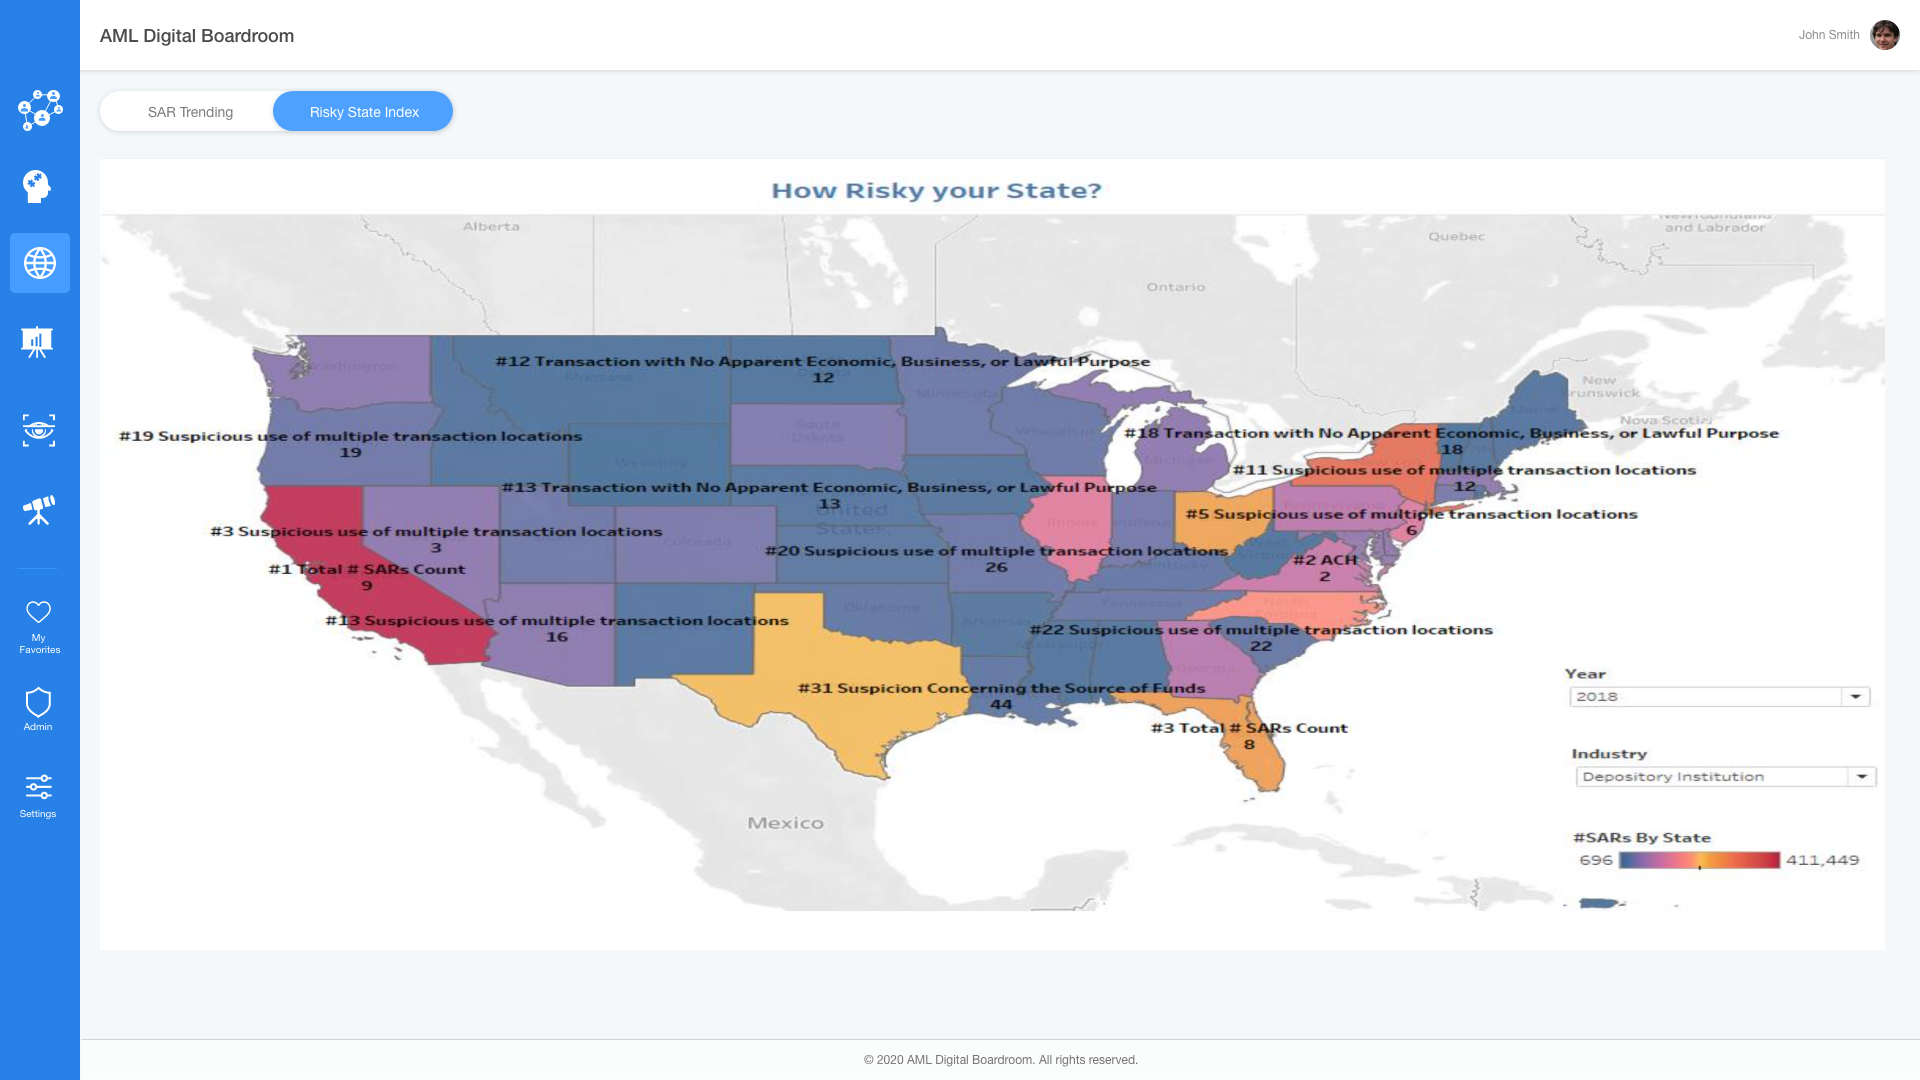 AML Digital Boardroom
John Smith
SAR Trending
Risky State Index
How Risky your State?
Alberta
Quebec
Newfoundland
and Labrador
Ontario
Washington
#12 Transaction with No Apparent Economic, Business, or Lawful Purpose
12
Montana
Minnesota
New
Brunswick
Maine
Nova Scotia
#19 Suspicious use of multiple transaction locations
19
South
Dakota
Wisconsin
#18 Transaction with No Apparent Economic, Business, or Lawful Purpose
18
Wyoming
Michigan
#11 Suspicious use of multiple transaction locations
12
#13 Transaction with No Apparent Economic, Business, or Lawful Purpose
13
United
States
Illinois
Indiana
Pennsylvania
#5 Suspicious use of multiple transaction locations
6
#3 Suspicious use of multiple transaction locations
3
Colorado
#20 Suspicious use of multiple transaction locations
26
West
Virginia
Kentucky
#2 ACH
2
#1 Total # SARs Count
9
Oklahoma
Tennessee
North
Carolina
#13 Suspicious use of multiple transaction locations
16
Arkansas
#22 Suspicious use of multiple transaction locations
22
Mississippi
Georgia
#31 Suspicion Concerning the Source of Funds
44
#3 Total # SARs Count
8
Mexico
Year
2018
Industry
Depository Institution
#SARs By State
696
411,449
My
Favorites
Admin
Settings
© 2020 AML Digital Boardroom. All rights reserved.